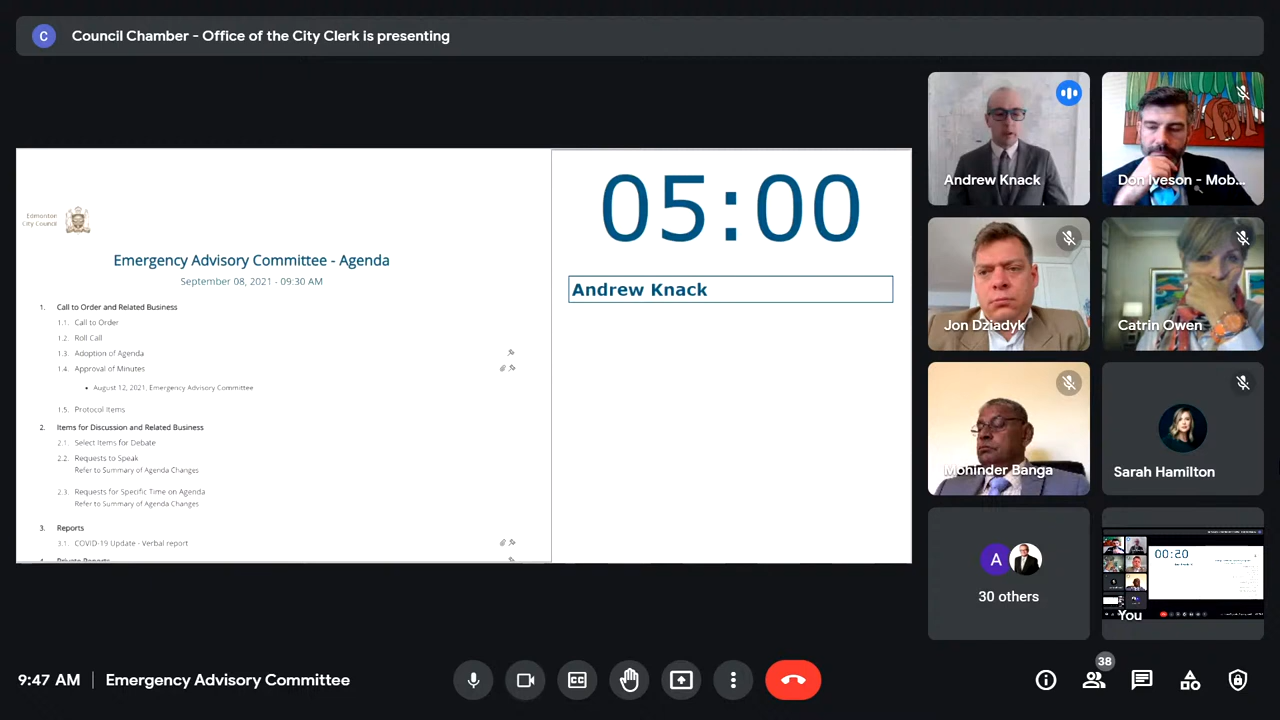 C
Council Chamber - Office of the City Clerk is presenting
Edmonton
City Council
Emergency Advisory Committee - Agenda
September 08, 2021 - 09:30 AM
1. Call to Order and Related Business
1.1. Call to Order
1.2. Roll Call
1.3. Adoption of Agenda
1.4. Approval of Minutes
• August 12, 2021, Emergency Advisory Committee
1.5. Protocol Items
2. Items for Discussion and Related Business
2.1. Select Items for Debate
2.2. Requests to Speak
Refer to Summary of Agenda Changes
2.3. Requests for Specific Time on Agenda
Refer to Summary of Agenda Changes
3. Reports
3.1. COVID-19 Update - Verbal report
4. Private Reports
05:00
Andrew Knack
Andrew Knack
Don Iveson - Mob...
Jon Dziadyk
Catrin Owen
Mohinder Banga
Sarah Hamilton
A
30 others
00:20
You
9:47 AM | Emergency Advisory Committee
CC
38